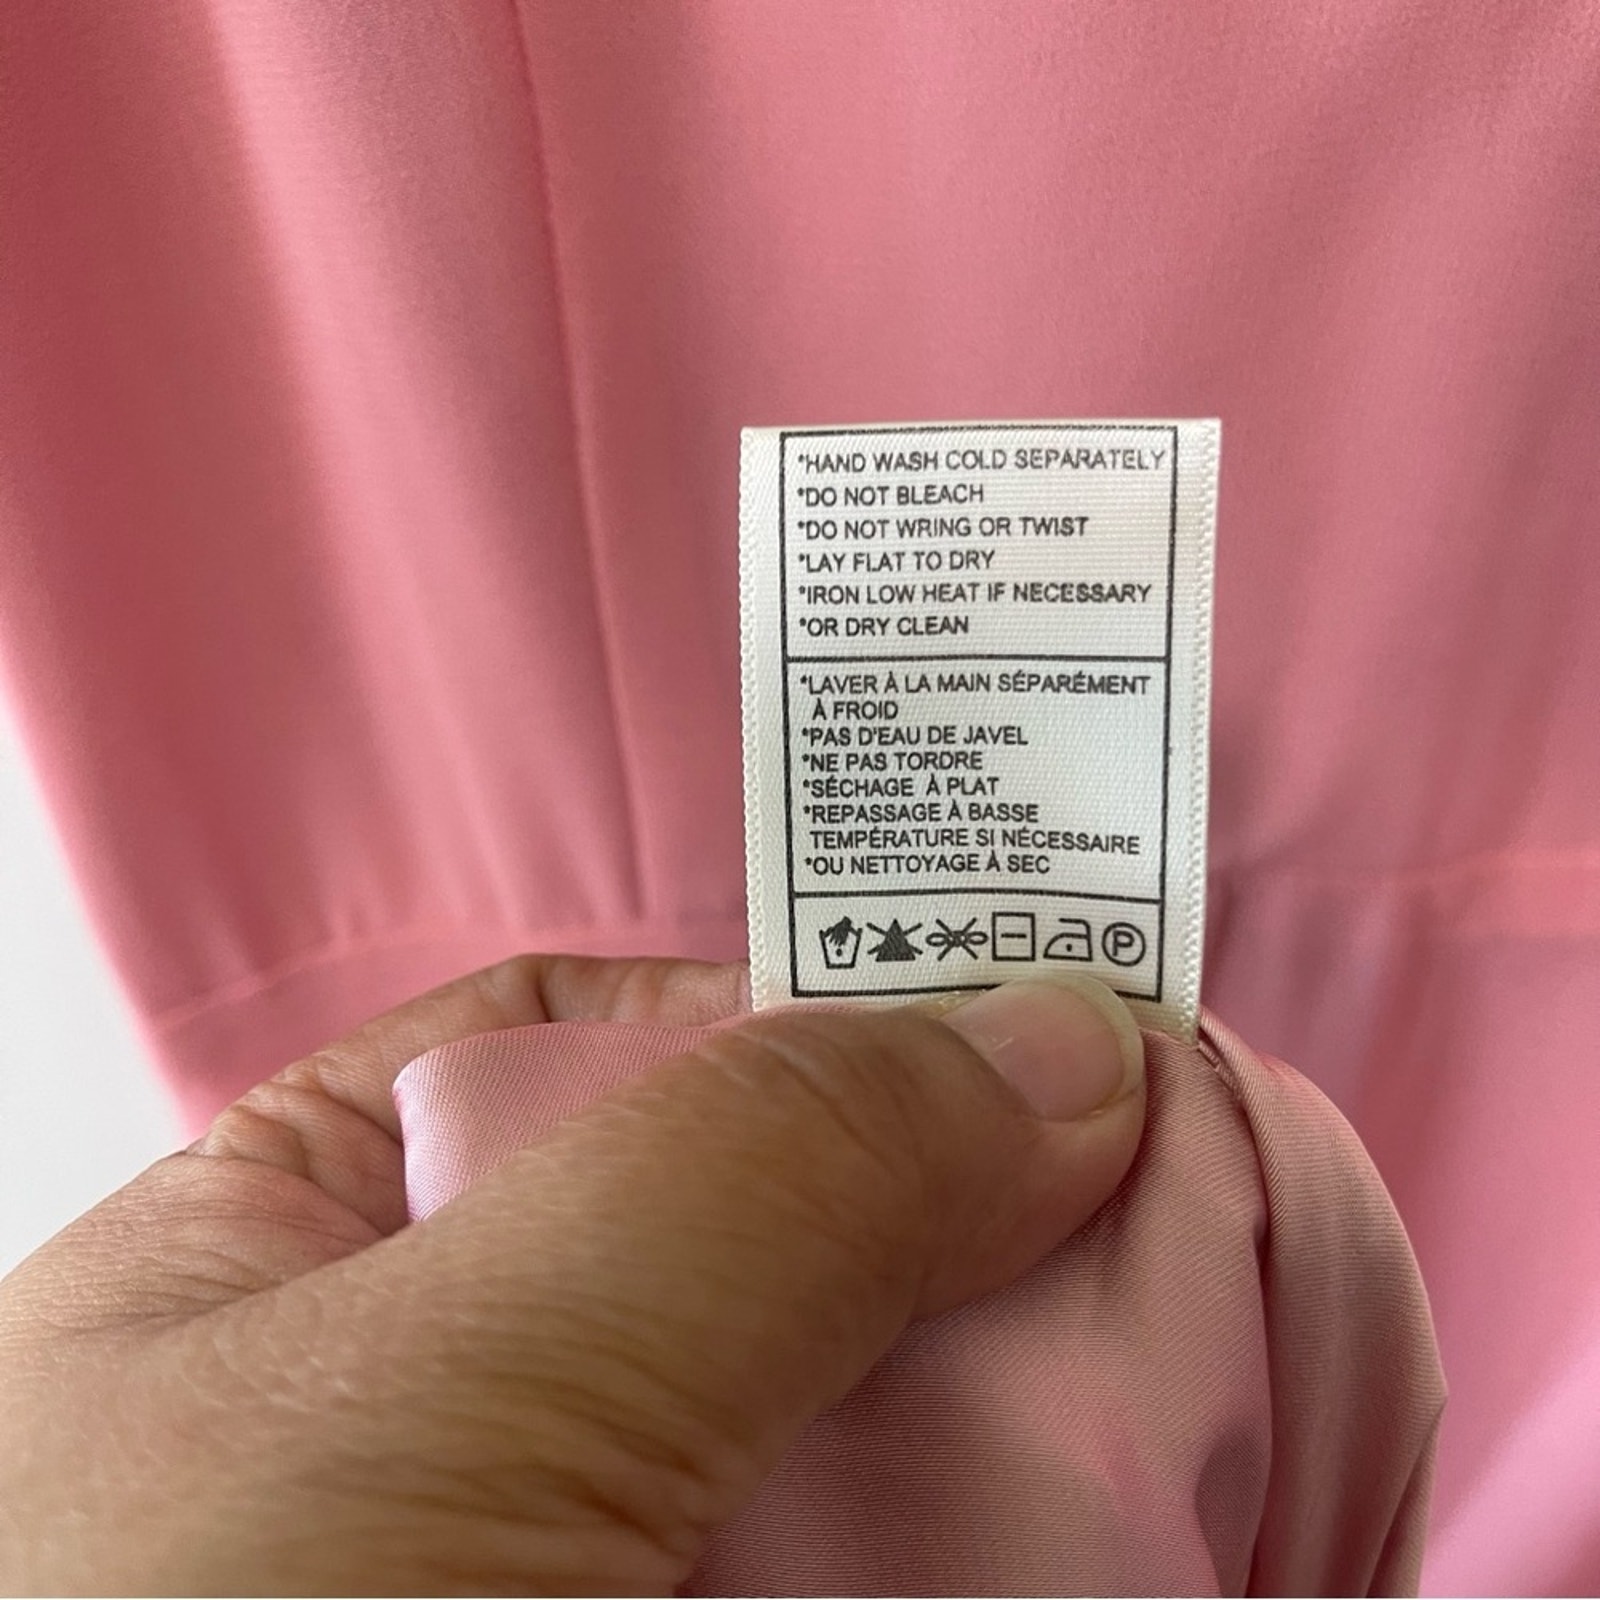 *HAND WASH COLD SEPARATELY
*DO NOT BLEACH
*DO NOT WRING OR TWIST
*LAY FLAT TO DRY
*IRON LOW HEAT IF NECESSARY
*OR DRY CLEAN
*LAVER À LA MAIN SÉPARÉMENT
À FROID
*PAS D'EAU DE JAVEL
*NE PAS TORDRE
*SÉCHAGE À PLAT
*REPASSAGE À BASSE
TEMPÉRATURE SI NÉCESSAIRE
*OU NETTOYAGE À SEC
P